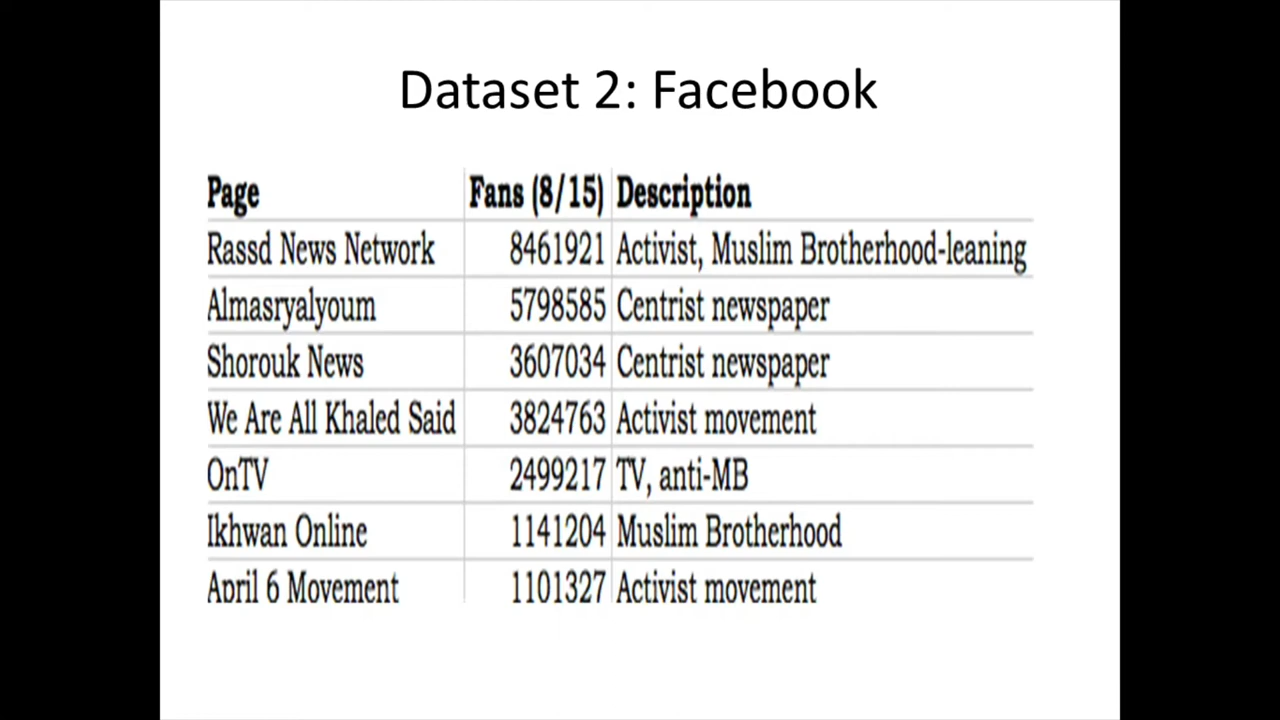 Dataset 2: Facebook
Page Fans (8/15) Description
Rassd News Network 8461921 Activist, Muslim Brotherhood-leaning
Almasryalyoum 5798585 Centrist newspaper
Shorouk News 3607034 Centrist newspaper
We Are All Khaled Said 3824763 Activist movement
OnTV 2499217 TV, anti-MB
Ikhwan Online 1141204 Muslim Brotherhood
April 6 Movement 1101327 Activist movement